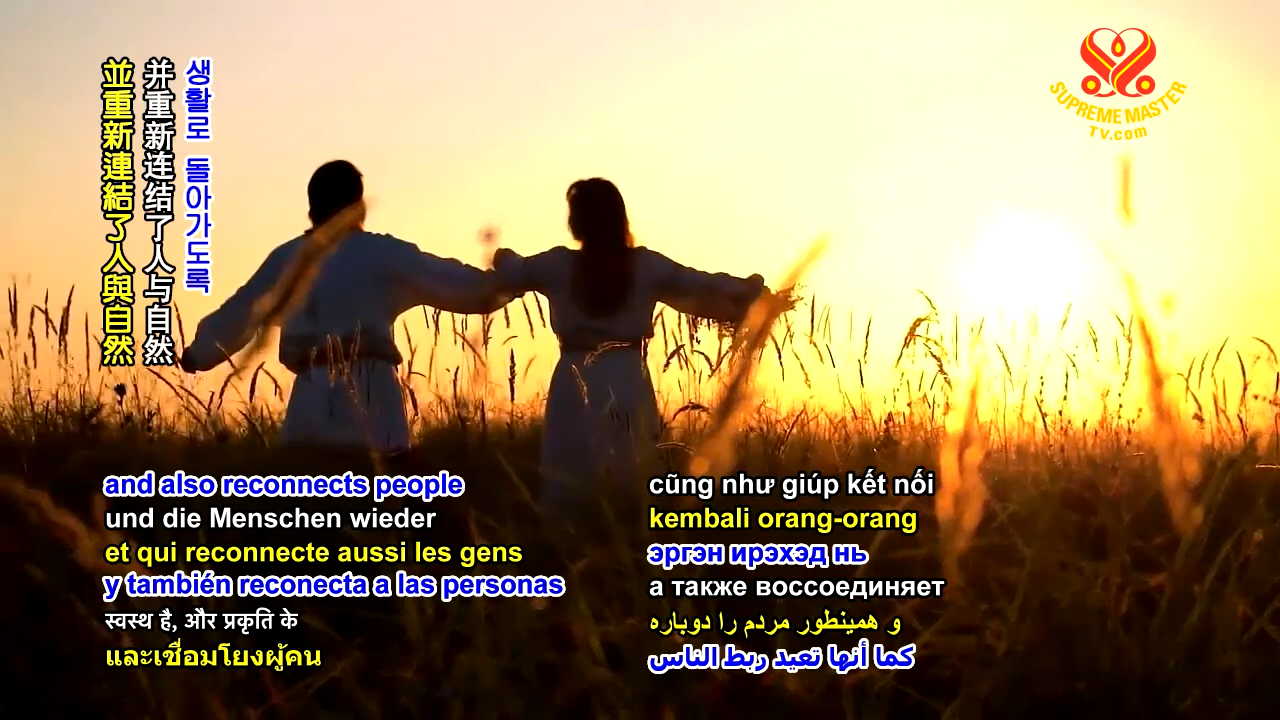 並重新連結了人與自然
并重新连结了人与自然
생활로 돌아가도록
SUPREME MASTER
TV.com
and also reconnects people
und die Menschen wieder
et qui reconnecte aussi les gens
y también reconecta a las personas
स्वस्थ है, और प्रकृति के
และเชื่อมโยงผู้คน
cũng như giúp kết nối
kembali orang-orang
эргэн ирэхэд нь
а также воссоединяет
و همینطور مردم را دوباره
كما أنها تعيد ربط الناس